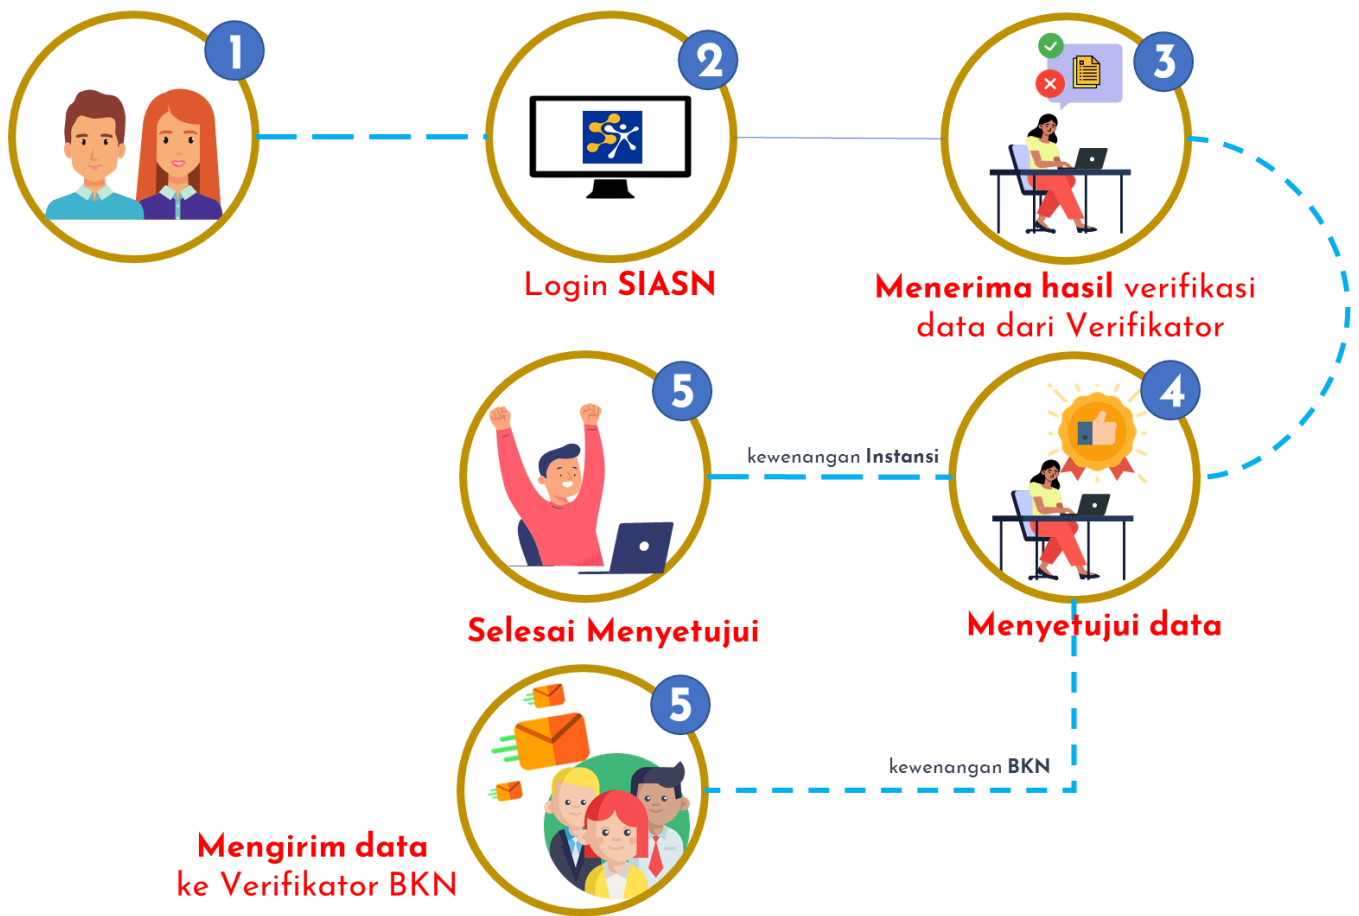 1
2
3
Login SIASN
Menerima hasil verifikasi
data dari Verifikator
5
4
kewenangan Instansi
Selesai Menyetujui
Menyetujui data
5
kewenangan BKN
Mengirim data
ke Verifikator BKN